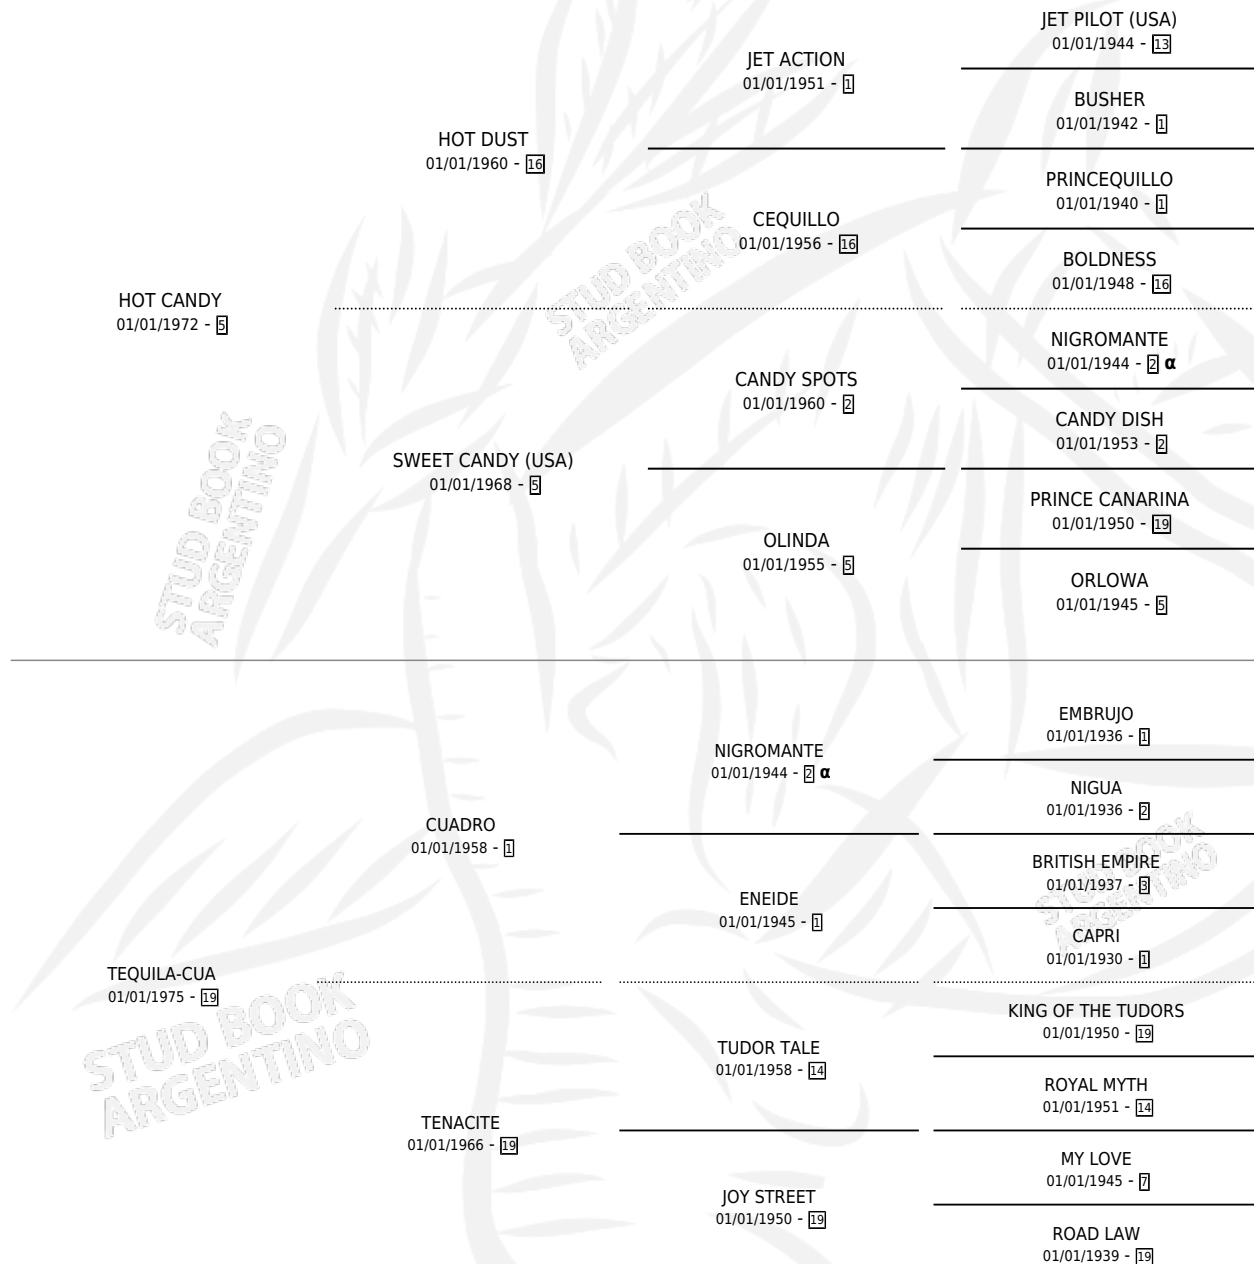 JET PILOT (USA)
01/01/1944 - 13
JET ACTION
01/01/1951 - 1
BUSHER
01/01/1942 - 1
HOT DUST
01/01/1960 - 16
PRINCEQUILLO
01/01/1940 - 1
CEQUILLO
01/01/1956 - 16
BOLDNESS
01/01/1948 - 16
HOT CANDY
01/01/1972 - 5
NIGROMANTE
01/01/1944 - 2 α
CANDY SPOTS
01/01/1960 - 2
CANDY DISH
01/01/1953 - 2
SWEET CANDY (USA)
01/01/1968 - 5
PRINCE CANARINA
01/01/1950 - 19
OLINDA
01/01/1955 - 5
ORLOWA
01/01/1945 - 5
EMBRUJO
01/01/1936 - 1
NIGROMANTE
01/01/1944 - 2 α
NIGUA
01/01/1936 - 2
CUADRO
01/01/1958 - 1
BRITISH EMPIRE
01/01/1937 - 3
ENEIDE
01/01/1945 - 1
CAPRI
01/01/1930 - 1
TEQUILA-CUA
01/01/1975 - 19
KING OF THE TUDORS
01/01/1950 - 19
TUDOR TALE
01/01/1958 - 14
ROYAL MYTH
01/01/1951 - 14
TENACITE
01/01/1966 - 19
MY LOVE
01/01/1945 - 7
JOY STREET
01/01/1950 - 19
ROAD LAW
01/01/1939 - 19
STUD BOOK
ARGENTINO
STUD BOOK
ARGENTINO
STUD BOOK
ARGENTINO
STUD BOOK
ARGENTINO